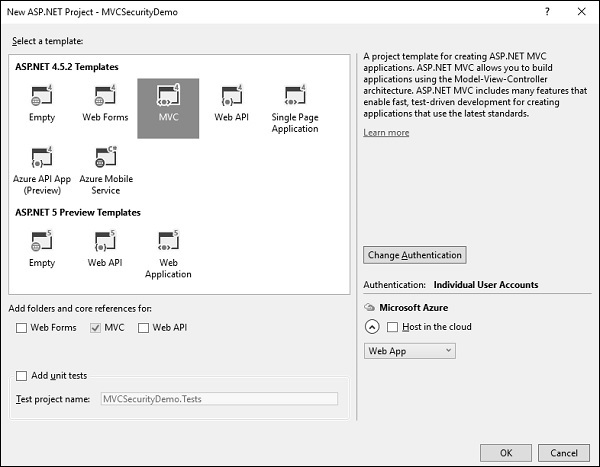 New ASP.NET Project - MVCSecurityDemo
?
Select a template:
ASP.NET 4.5.2 Templates
Empty
Web Forms
MVC
Web API
Single Page
Application
Azure API App
(Preview)
Azure Mobile
Service
ASP.NET 5 Preview Templates
Empty
Web API
Web
Application
A project template for creating ASP.NET MVC
applications. ASP.NET MVC allows you to build
applications using the Model-View-Controller
architecture. ASP.NET MVC includes many features that
enable fast, test-driven development for creating
applications that use the latest standards.
Learn more
Change Authentication
Authentication: Individual User Accounts
Microsoft Azure
Host in the cloud
Web App
Add folders and core references for:
Web Forms
MVC
Web API
Add unit tests
Test project name:
MVCSecurityDemo.Tests
OK
Cancel